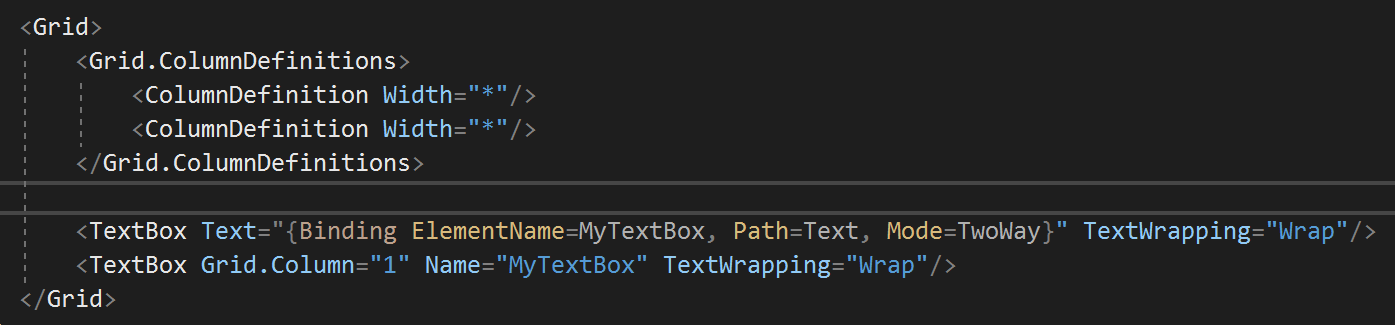 <Grid>
<Grid.ColumnDefinitions>
<ColumnDefinition Width="*"/>
<ColumnDefinition Width="*"/>
</Grid.ColumnDefinitions>
<TextBox Text="{Binding ElementName=MyTextBox, Path=Text, Mode=TwoWay}" TextWrapping="Wrap"/>
<TextBox Grid.Column="1" Name="MyTextBox" TextWrapping="Wrap"/>
</Grid>